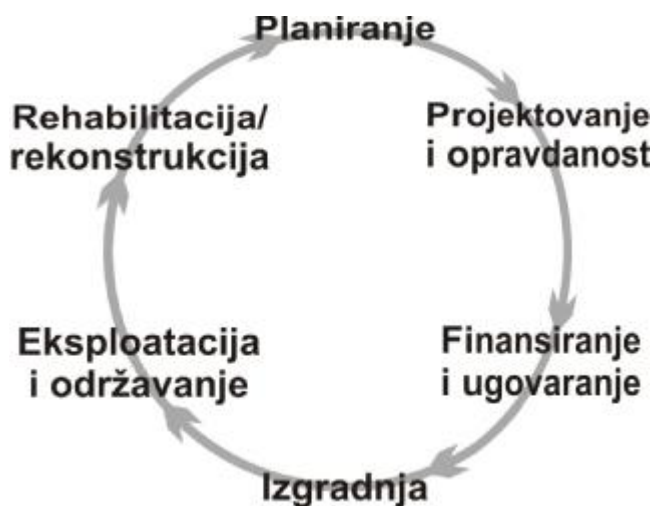 Planiranje
Projektovanje
i opravdanost
Finansiranje
i ugovaranje
Izgradnja
Eksploatacija
i održavanje
Rehabilitacija/
rekonstrukcija